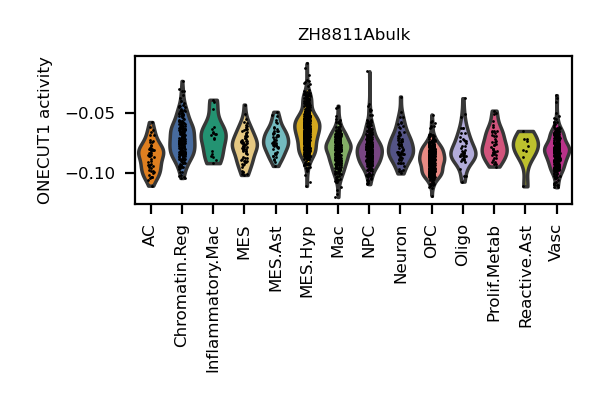 ZH8811Abulk
ONECUT1 activity
−0.05
−0.10
AC
Chromatin.Reg
Inflammatory.Mac
MES
MES.Ast
MES.Hyp
Mac
NPC
Neuron
OPC
Oligo
Prolif.Metab
Reactive.Ast
Vasc